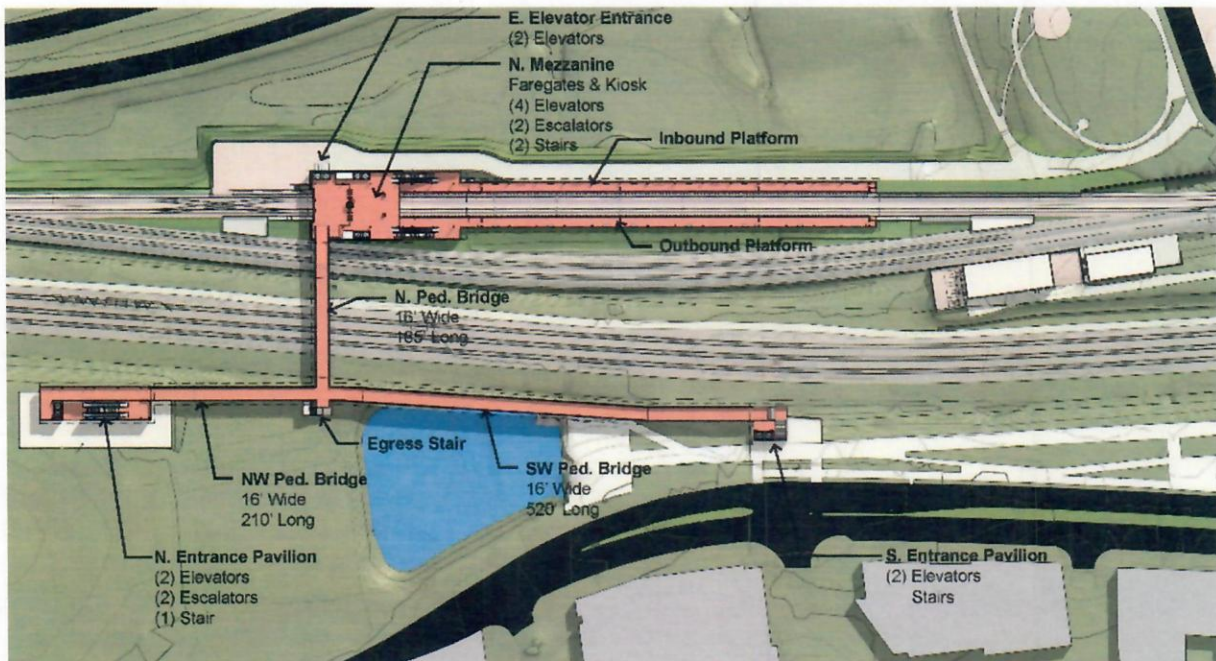 E. Elevator Entrance
(2) Elevators
N. Mezzanine
Faregates & Kiosk
(4) Elevators
(2) Escalators
(2) Stairs
Inbound Platform
Outbound Platform
N. Ped. Bridge
16' Wide
165' Long
Egress Stair
NW Ped. Bridge
16' Wide
210' Long
SW Ped. Bridge
16' Wide
520' Long
N. Entrance Pavilion
(2) Elevators
(2) Escalators
(1) Stair
S. Entrance Pavilion
(2) Elevators
Stairs